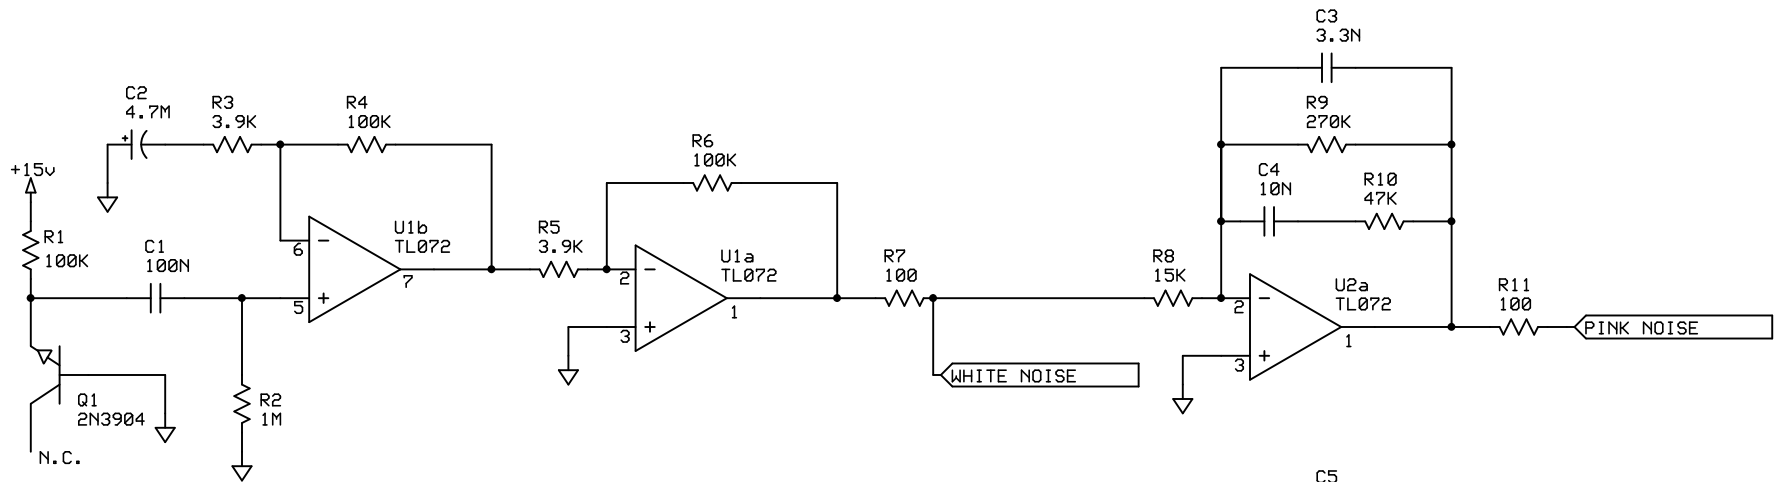 C3
3.3N
C2
4.7M
R3
3.9K
R4
100K
R9
270K
R6
100K
+15v
+
C4
10N
R10
47K
R1
100K
C1
100N
U1b
TL072
6
-
7
5
+
R5
3.9K
U1a
TL072
2
-
1
3
+
R7
100
R8
15K
U2a
TL072
2
-
1
3
+
R11
100
PINK NOISE
WHITE NOISE
Q1
2N3904
R2
1M
N.C.
C5